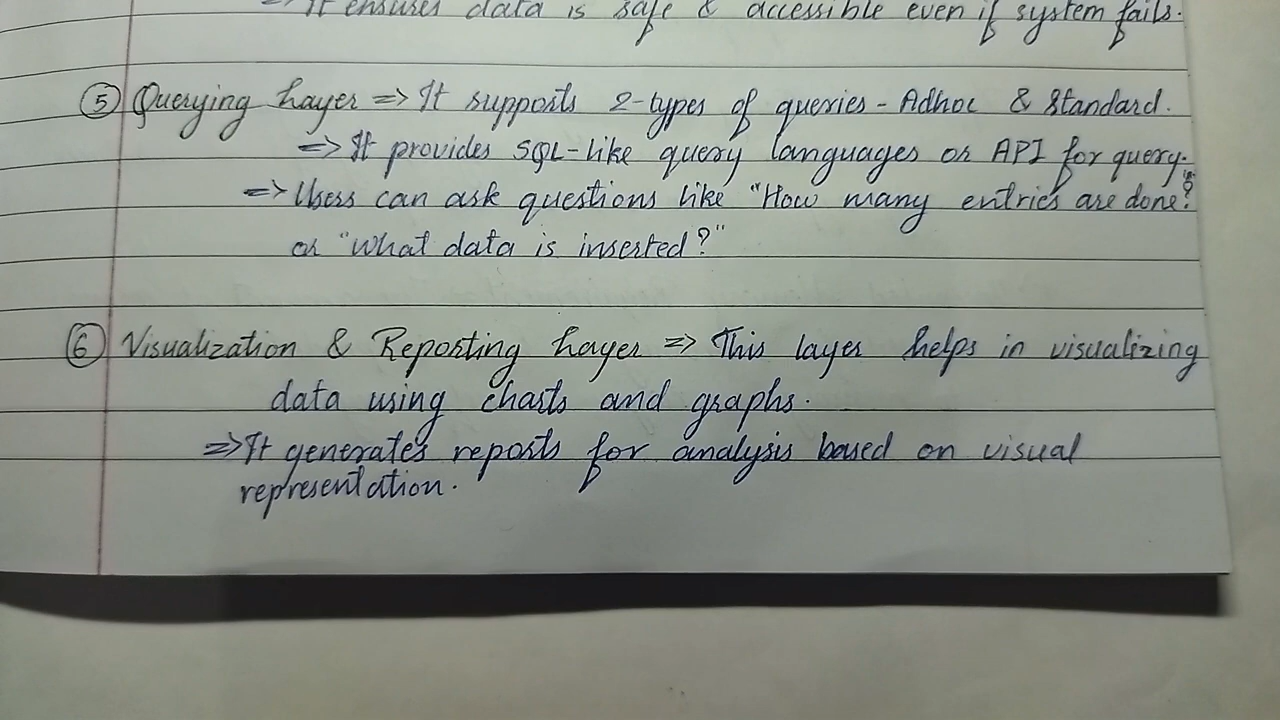 => It ensures data is safe & accessible even if system fails.
⑤ Querying Layer => It supports 2-types of queries - Adhoc & Standard.
=> It provides SQL-like query languages or API for query.
=> Users can ask questions like "How many entries are done?"
or "What data is inserted?"
⑥ Visualization & Reporting Layer => This layer helps in visualizing
data using charts and graphs.
=> It generates reports for analysis based on visual
representation.